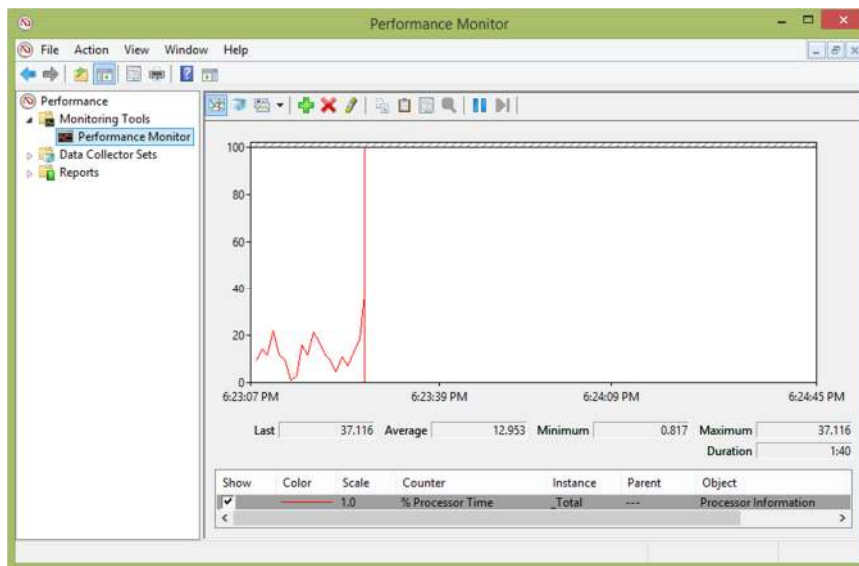 Performance Monitor
File Action View Window Help
Performance
Monitoring Tools
Performance Monitor
Data Collector Sets
Reports
100
80
60
40
20
0
6:23:07 PM 6:23:39 PM 6:24:09 PM 6:24:45 PM
Last 37.116 Average 12.953 Minimum 0.817 Maximum 37.116
Duration 1:40
Show Color Scale Counter Instance Parent Object
1.0 % Processor Time _Total --- Processor Information